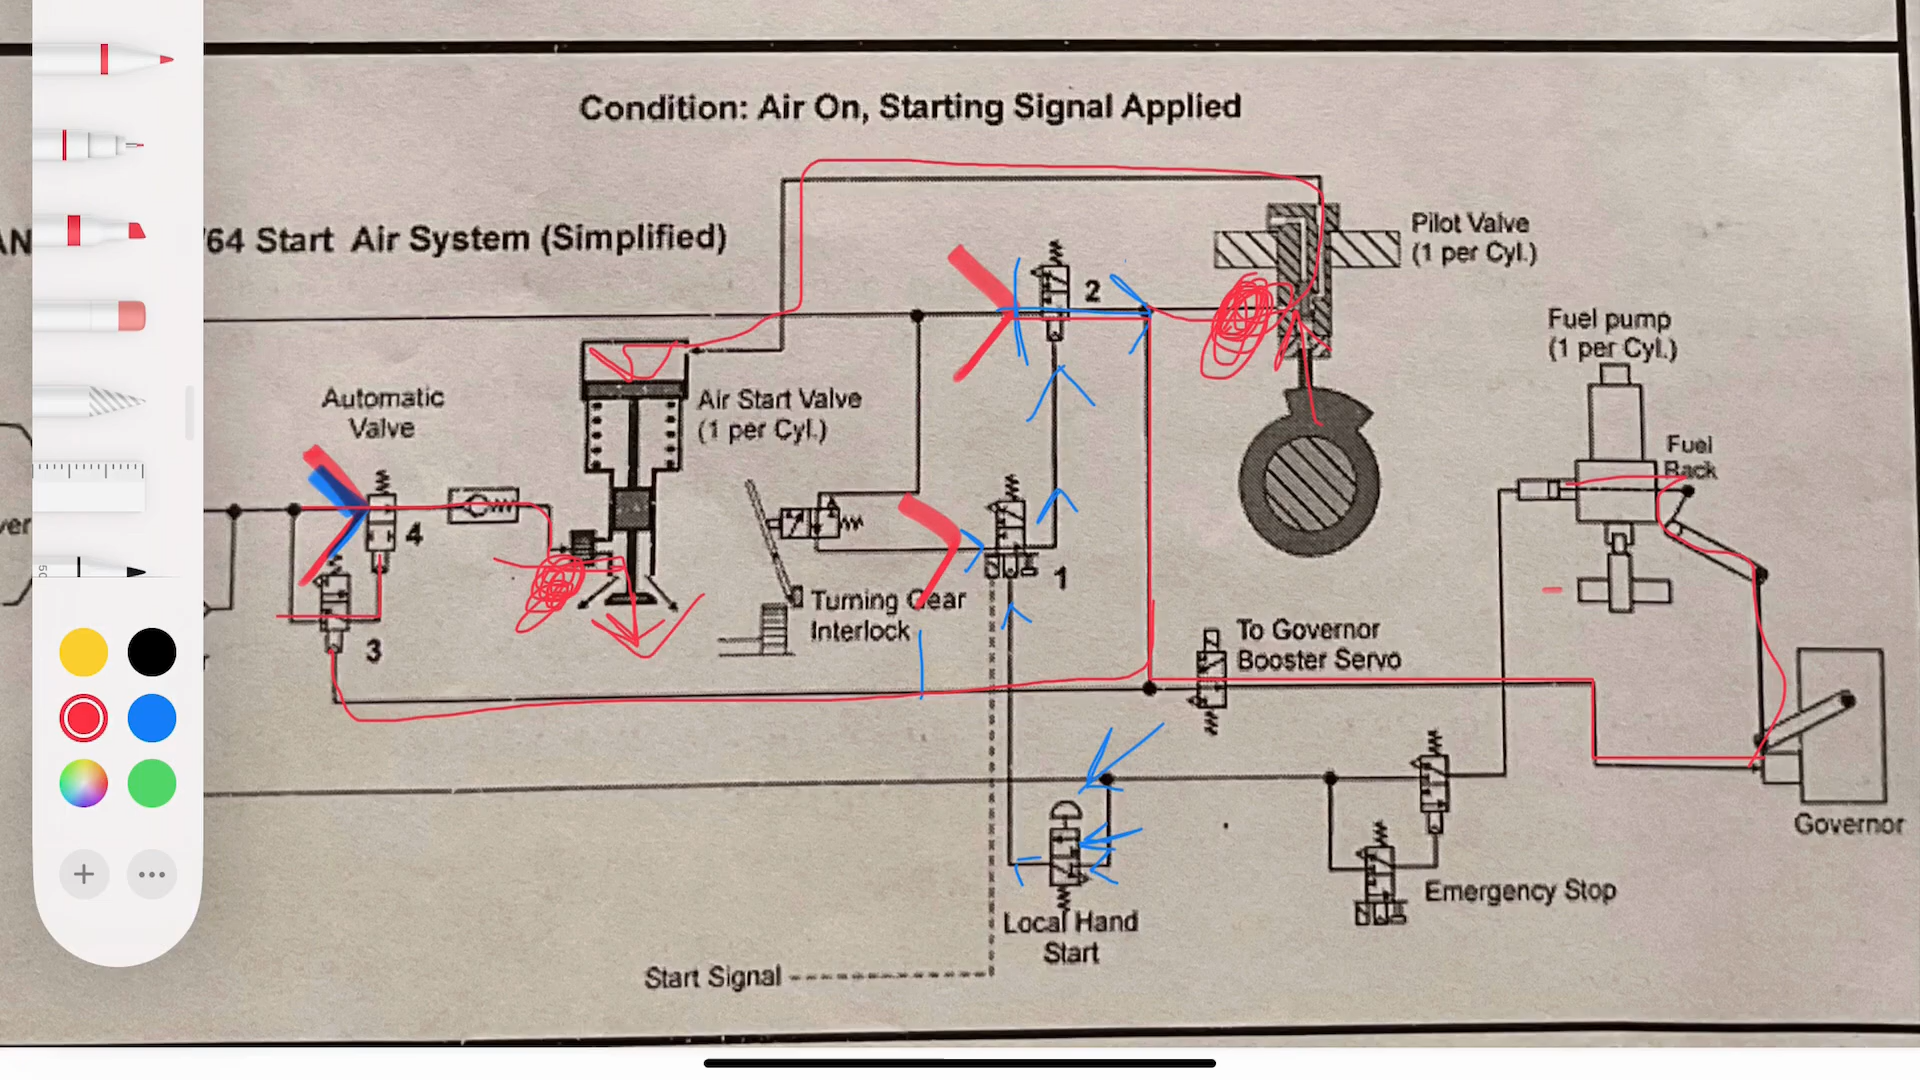 Condition: Air On, Starting Signal Applied
'64 Start Air System (Simplified)
Pilot Valve
(1 per Cyl.)
2
Fuel pump
(1 per Cyl.)
Automatic
Valve
Air Start Valve
(1 per Cyl.)
Fuel
Rack
4
1
Turning Gear
Interlock
3
To Governor
Booster Servo
Governor
Emergency Stop
Local Hand
Start
Start Signal